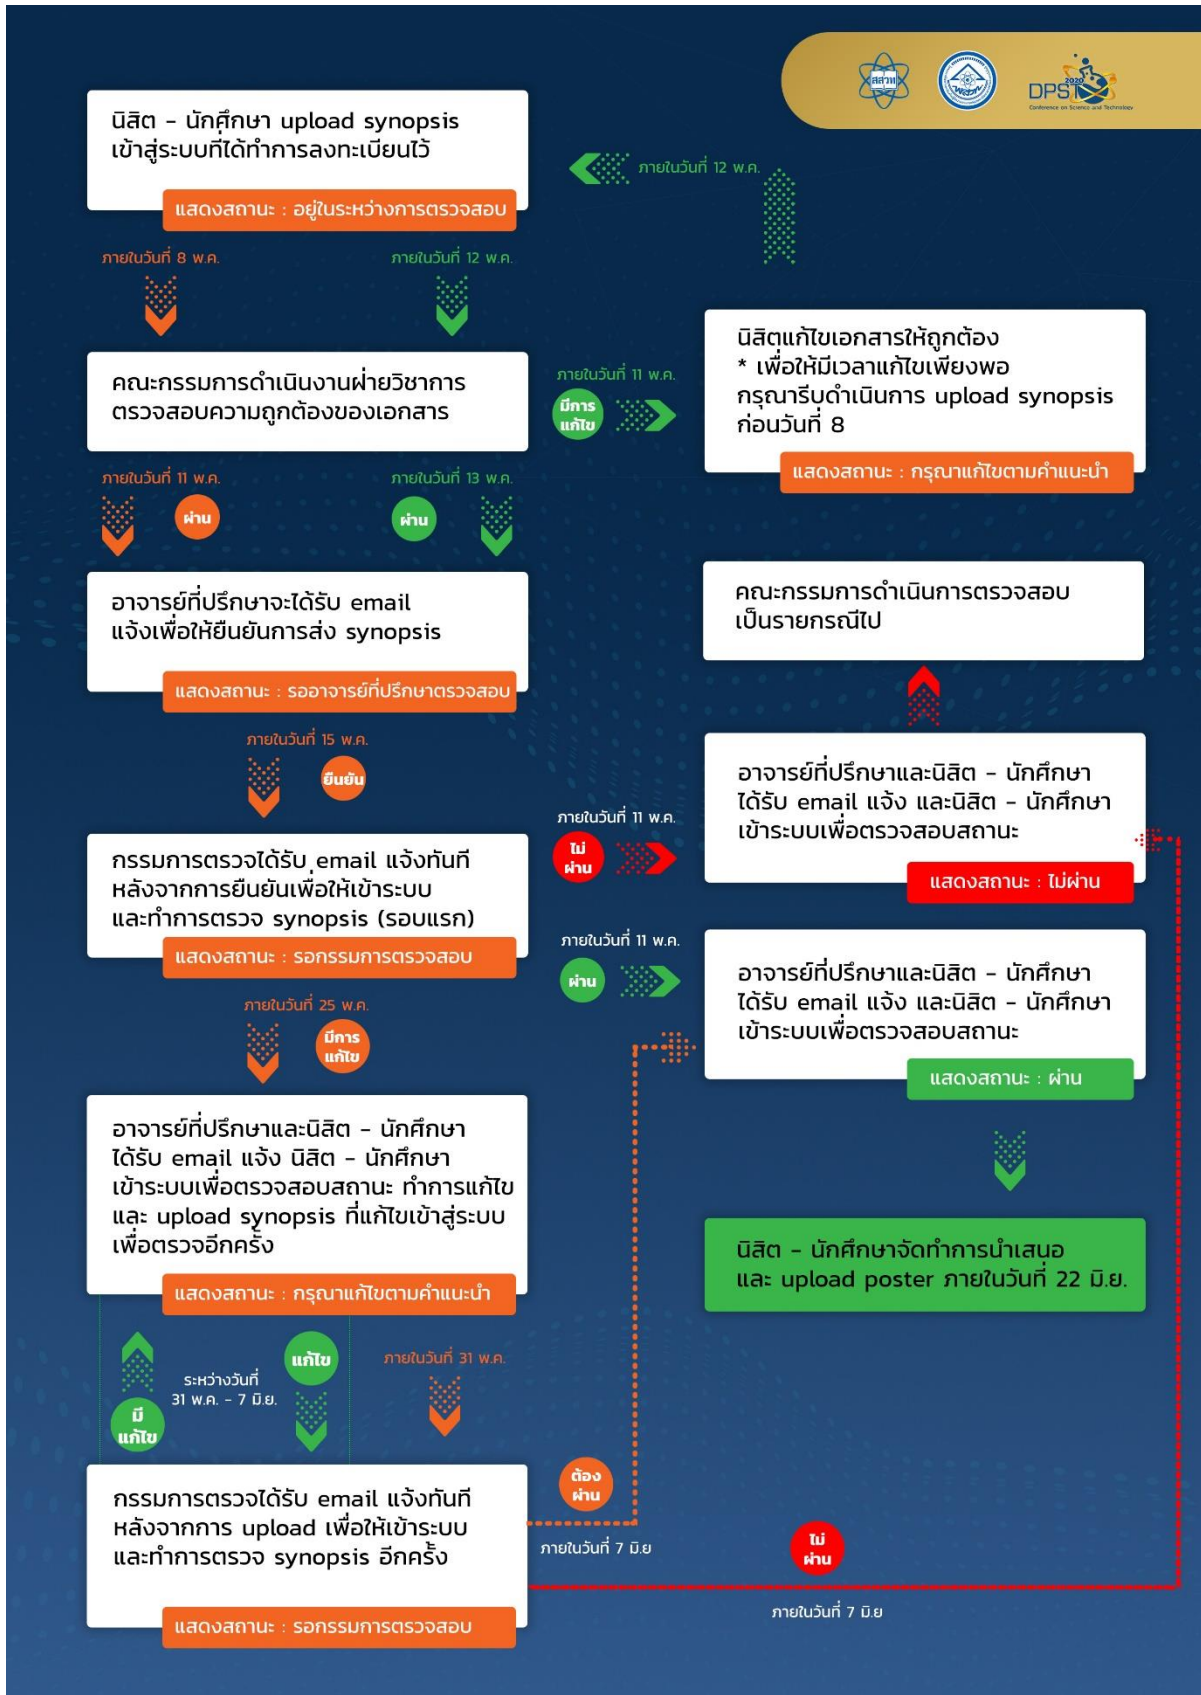 สสวท
พสวท
2020
DPST
Conference on Science and Technology
นิสิต - นักศึกษา upload synopsis
เข้าสู่ระบบที่ได้ทำการลงทะเบียนไว้
แสดงสถานะ : อยู่ในระหว่างการตรวจสอบ
ภายในวันที่ 12 พ.ค.
ภายในวันที่ 8 พ.ค.
ภายในวันที่ 12 พ.ค.
คณะกรรมการดำเนินงานฝ่ายวิชาการ
ตรวจสอบความถูกต้องของเอกสาร
ภายในวันที่ 11 พ.ค.
มีการ
แก้ไข
นิสิตแก้ไขเอกสารให้ถูกต้อง
* เพื่อให้มีเวลาแก้ไขเพียงพอ
กรุณารีบดำเนินการ upload synopsis
ก่อนวันที่ 8
แสดงสถานะ : กรุณาแก้ไขตามคำแนะนำ
ภายในวันที่ 11 พ.ค.
ผ่าน
ภายในวันที่ 13 พ.ค.
ผ่าน
อาจารย์ที่ปรึกษาจะได้รับ email
แจ้งเพื่อให้ยืนยันการส่ง synopsis
แสดงสถานะ : รออาจารย์ที่ปรึกษาตรวจสอบ
คณะกรรมการดำเนินการตรวจสอบ
เป็นรายกรณีไป
ภายในวันที่ 15 พ.ค.
ยืนยัน
กรรมการตรวจได้รับ email แจ้งทันที
หลังจากการยืนยันเพื่อให้เข้าระบบ
และทำการตรวจ synopsis (รอบแรก)
แสดงสถานะ : รอกรรมการตรวจสอบ
ภายในวันที่ 11 พ.ค.
ไม่
ผ่าน
อาจารย์ที่ปรึกษาและนิสิต - นักศึกษา
ได้รับ email แจ้ง และนิสิต - นักศึกษา
เข้าระบบเพื่อตรวจสอบสถานะ
แสดงสถานะ : ไม่ผ่าน
ภายในวันที่ 11 พ.ค.
ผ่าน
อาจารย์ที่ปรึกษาและนิสิต - นักศึกษา
ได้รับ email แจ้ง และนิสิต - นักศึกษา
เข้าระบบเพื่อตรวจสอบสถานะ
แสดงสถานะ : ผ่าน
ภายในวันที่ 25 พ.ค.
มีการ
แก้ไข
อาจารย์ที่ปรึกษาและนิสิต - นักศึกษา
ได้รับ email แจ้ง นิสิต - นักศึกษา
เข้าระบบเพื่อตรวจสอบสถานะ ทำการแก้ไข
และ upload synopsis ที่แก้ไขเข้าสู่ระบบ
เพื่อตรวจอีกครั้ง
แสดงสถานะ : กรุณาแก้ไขตามคำแนะนำ
นิสิต - นักศึกษาจัดทำการนำเสนอ
และ upload poster ภายในวันที่ 22 มิ.ย.
มี
แก้ไข
ระหว่างวันที่
31 พ.ค. - 7 มิ.ย.
แก้ไข
ภายในวันที่ 31 พ.ค.
กรรมการตรวจได้รับ email แจ้งทันที
หลังจากการ upload เพื่อให้เข้าระบบ
และทำการตรวจ synopsis อีกครั้ง
แสดงสถานะ : รอกรรมการตรวจสอบ
ต้อง
ผ่าน
ภายในวันที่ 7 มิ.ย
ไม่
ผ่าน
ภายในวันที่ 7 มิ.ย